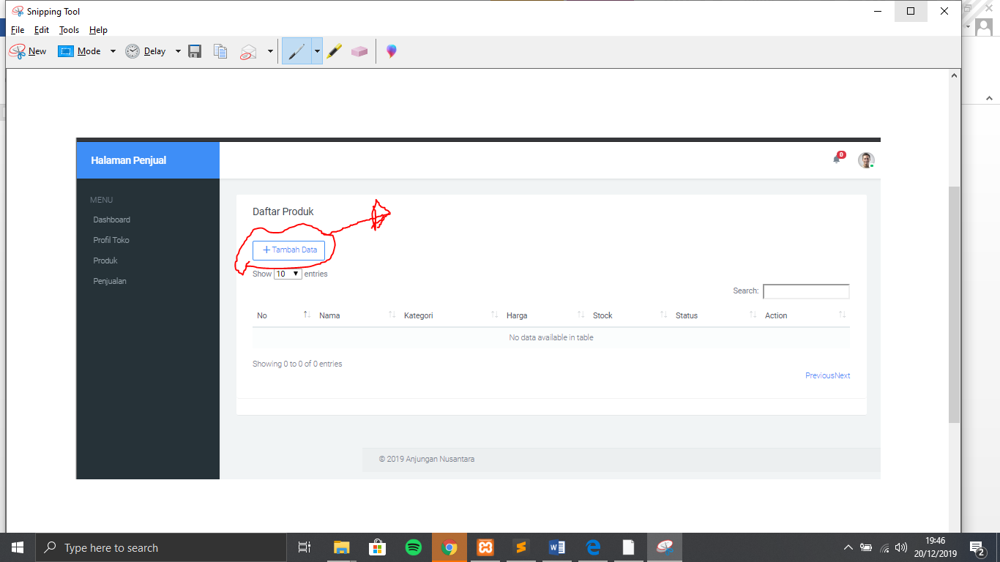 Snipping Tool
File Edit Tools Help
New Mode Delay
Halaman Penjual
0
MENU
Dashboard
Profil Toko
Produk
Penjualan
Daftar Produk
+ Tambah Data
Show 10 entries
Search:
No Nama Kategori Harga Stock Status Action
No data available in table
Showing 0 to 0 of 0 entries
PreviousNext
© 2019 Anjungan Nusantara
Type here to search
19:46
20/12/2019
2